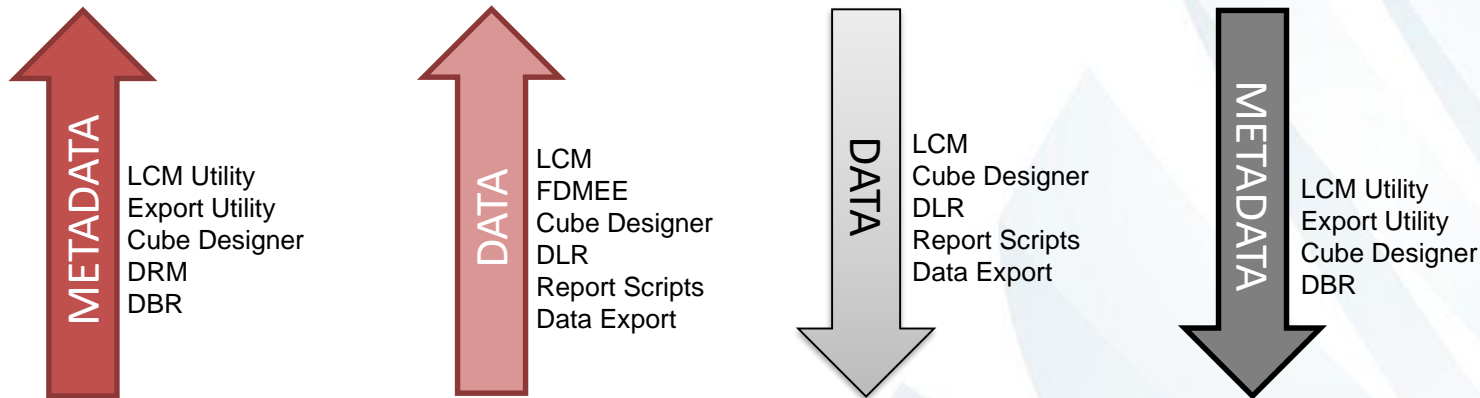 METADATA
LCM Utility
Export Utility
Cube Designer
DRM
DBR
DATA
LCM
FDMEE
Cube Designer
DLR
Report Scripts
Data Export
DATA
LCM
Cube Designer
DLR
Report Scripts
Data Export
METADATA
LCM Utility
Export Utility
Cube Designer
DBR